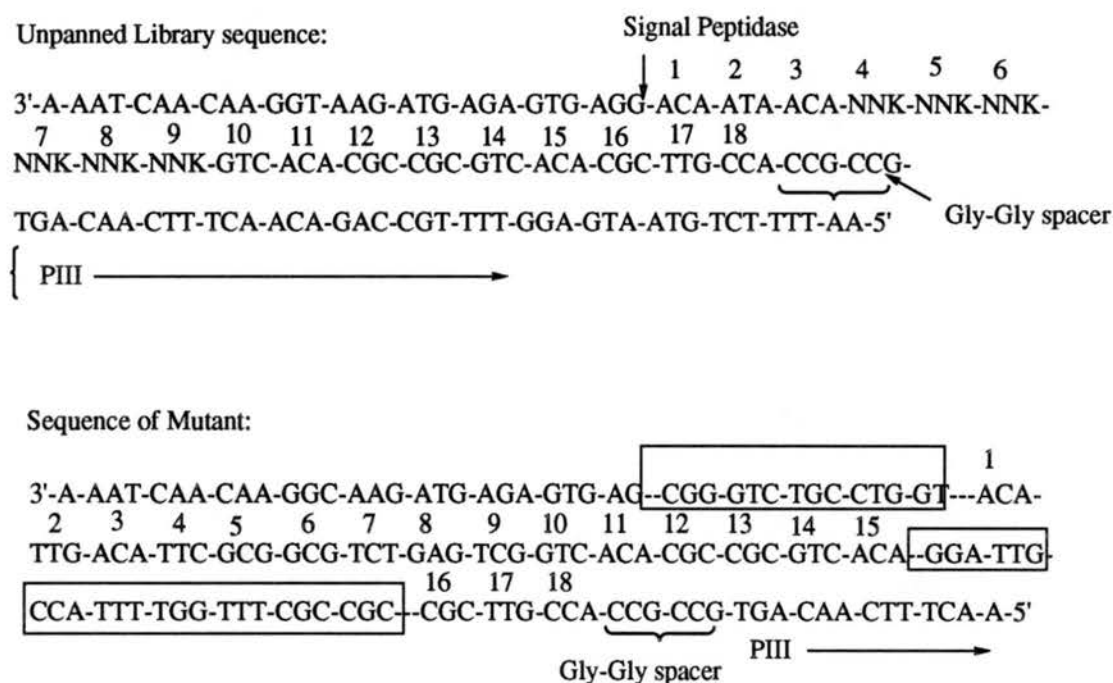 Unpanned Library sequence:
Signal Peptidase
1 2 3 4 5 6
3'-A-AAT-CAA-CAA-GGT-AAG-ATG-AGA-GTG-AGG-ACA-ATA-ACA-NNK-NNK-NNK-
7 8 9 10 11 12 13 14 15 16 17 18
NNK-NNK-NNK-GTC-ACA-CGC-CGC-GTC-ACA-CGC-TTG-CCA-CCG-CCG-
Gly-Gly spacer
TGA-CAA-CTT-TCA-ACA-GAC-CGT-TTT-GGA-GTA-ATG-TCT-TTT-AA-5'
PIII
Sequence of Mutant:
1
3'-A-AAT-CAA-CAA-GGC-AAG-ATG-AGA-GTG-AG--CGG-GTC-TGC-CTG-GT---ACA-
2 3 4 5 6 7 8 9 10 11 12 13 14 15
TTG-ACA-TTC-GCG-GCG-TCT-GAG-TCG-GTC-ACA-CGC-CGC-GTC-ACA--GGA-TTG-
16 17 18
CCA-TTT-TGG-TTT-CGC-CGC---CGC-TTG-CCA-CCG-CCG-TGA-CAA-CTT-TCA-A-5'
Gly-Gly spacer
PIII